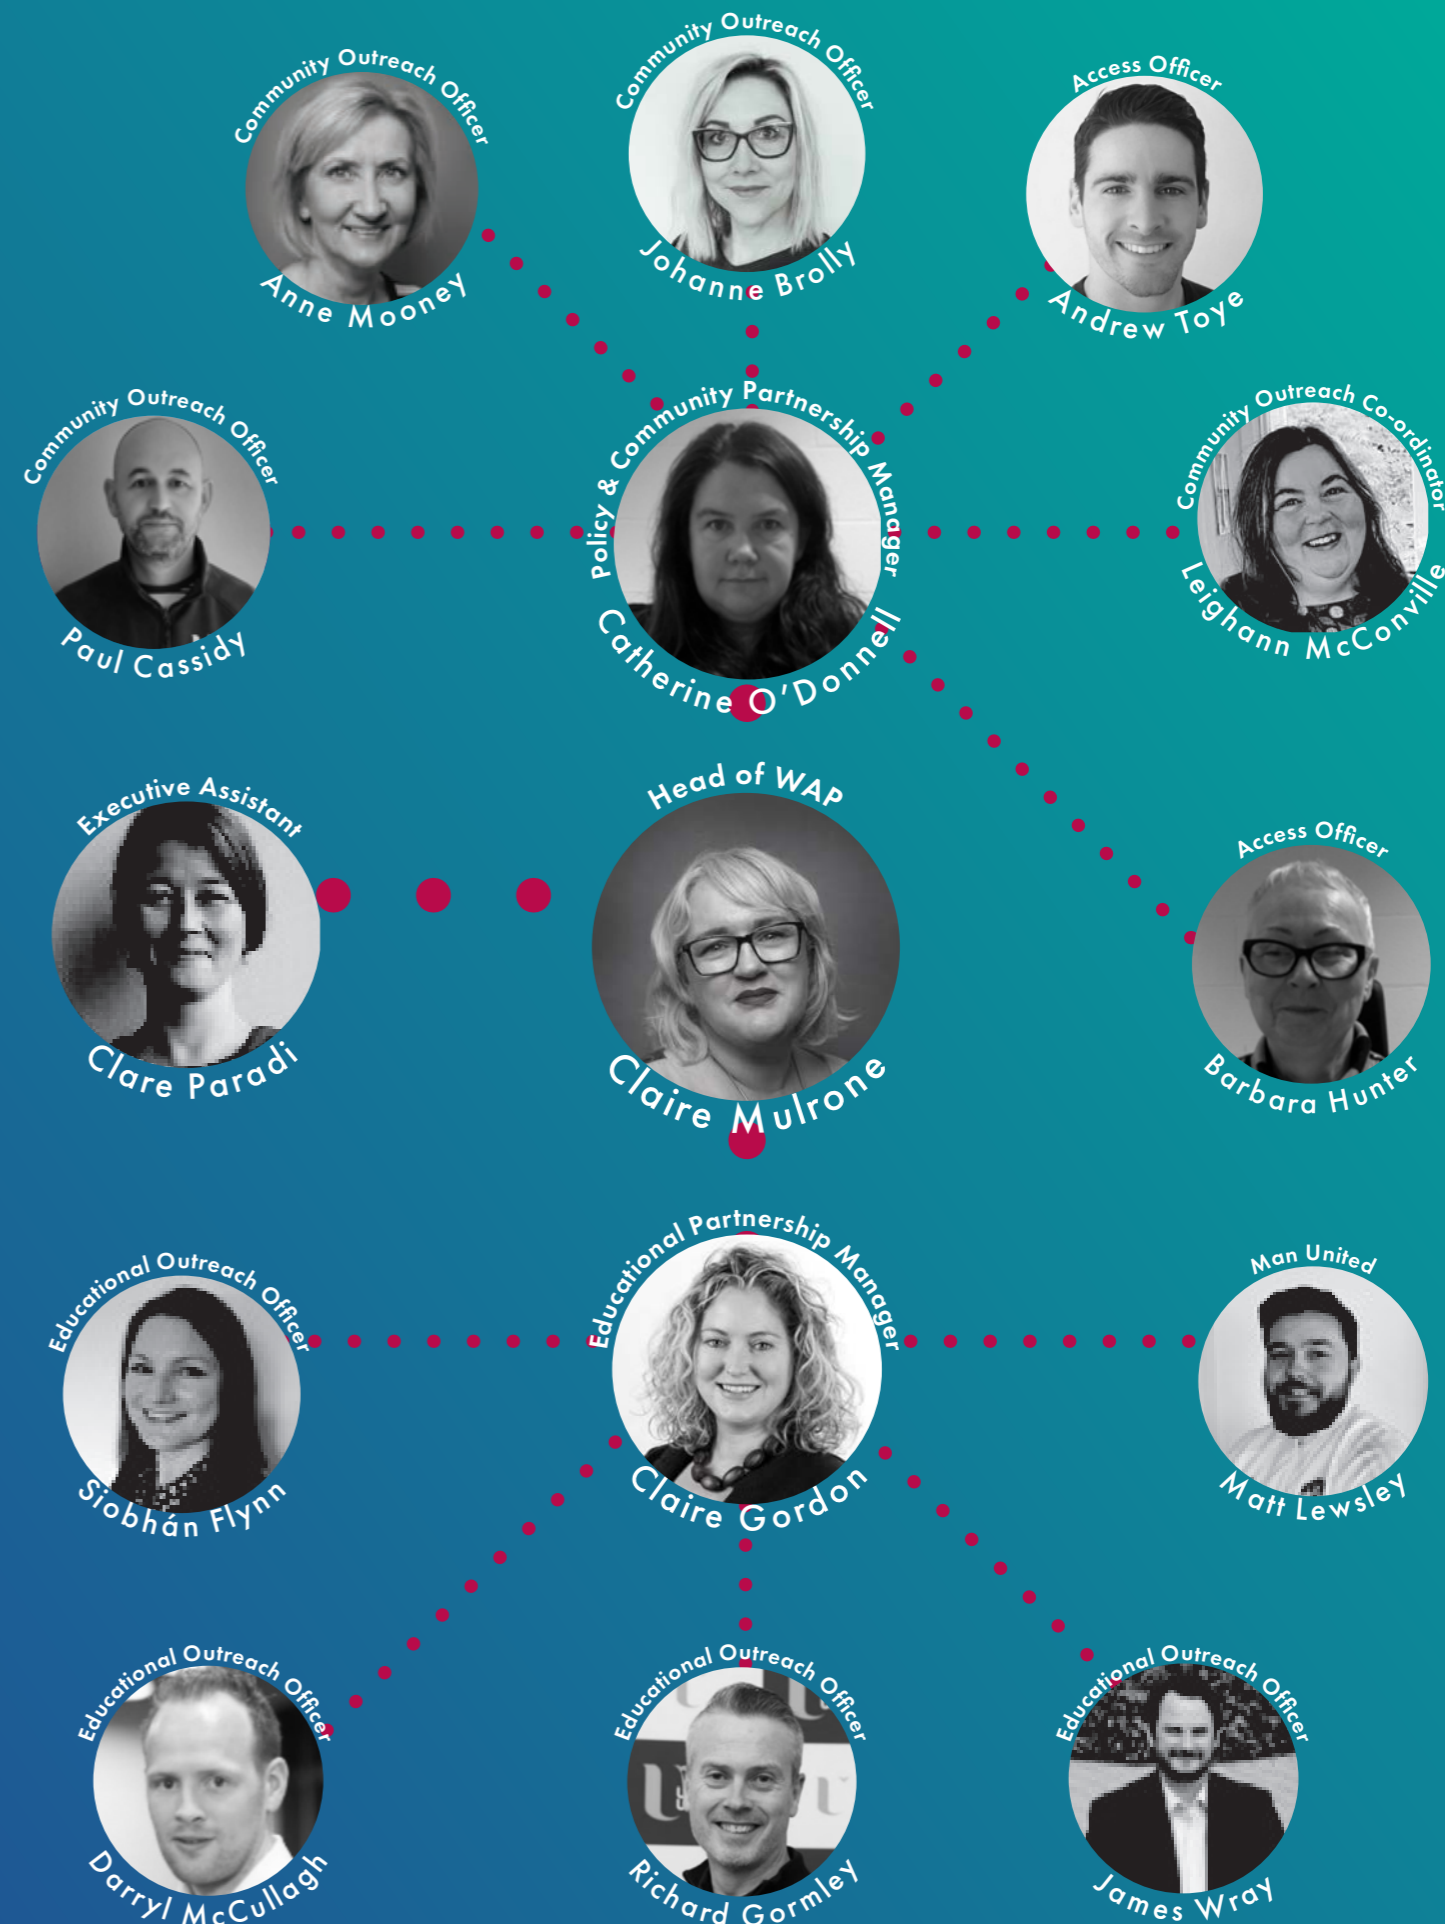 Community Outreach Officer
Anne Mooney
Community Outreach Officer
Johanne Brolly
Access Officer
Andrew Toye
Community Outreach Officer
Paul Cassidy
Policy & Community Partnership Manager
Catherine O'Donnell
Community Outreach Co-ordinator
Leighann McConville
Executive Assistant
Clare Paradi
Head of WAP
Claire Mulrone
Access Officer
Barbara Hunter
Educational Outreach Officer
Siobhán Flynn
Educational Partnership Manager
Claire Gordon
Man United
Matt Lewsley
Educational Outreach Officer
Darryl McCullagh
Educational Outreach Officer
Richard Gormley
Educational Outreach Officer
James Wray